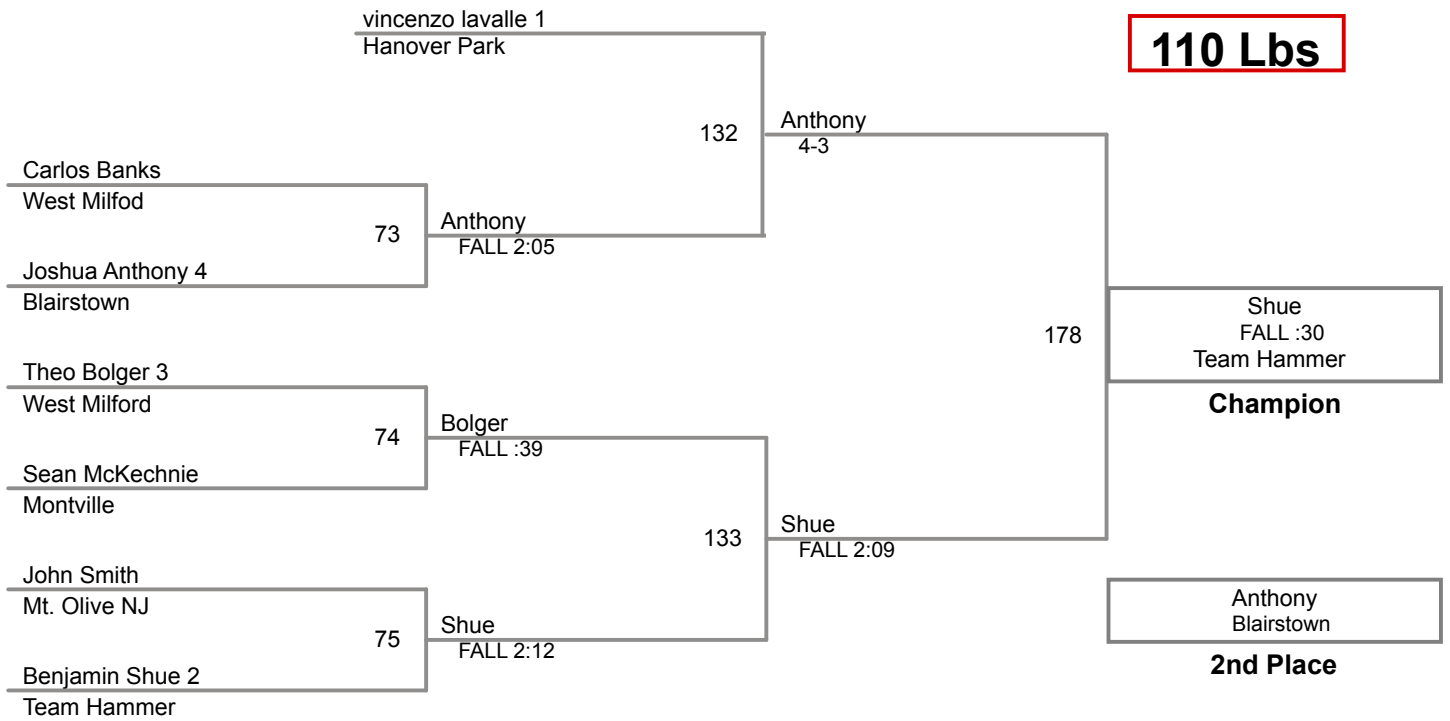 vincenzo lavalle 1
Hanover Park
110 Lbs
132
Anthony
4-3
Carlos Banks
West Milfod
73
Anthony
FALL 2:05
Joshua Anthony 4
Blairstown
178
Shue
FALL :30
Team Hammer
Champion
Theo Bolger 3
West Milford
74
Bolger
FALL :39
Sean McKechnie
Montville
133
Shue
FALL 2:09
John Smith
Mt. Olive NJ
75
Shue
FALL 2:12
Benjamin Shue 2
Team Hammer
Anthony
Blairstown
2nd Place